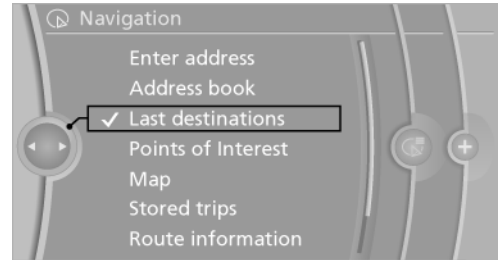 Navigation
Enter address
Address book
Last destinations
Points of Interest
Map
Stored trips
Route information